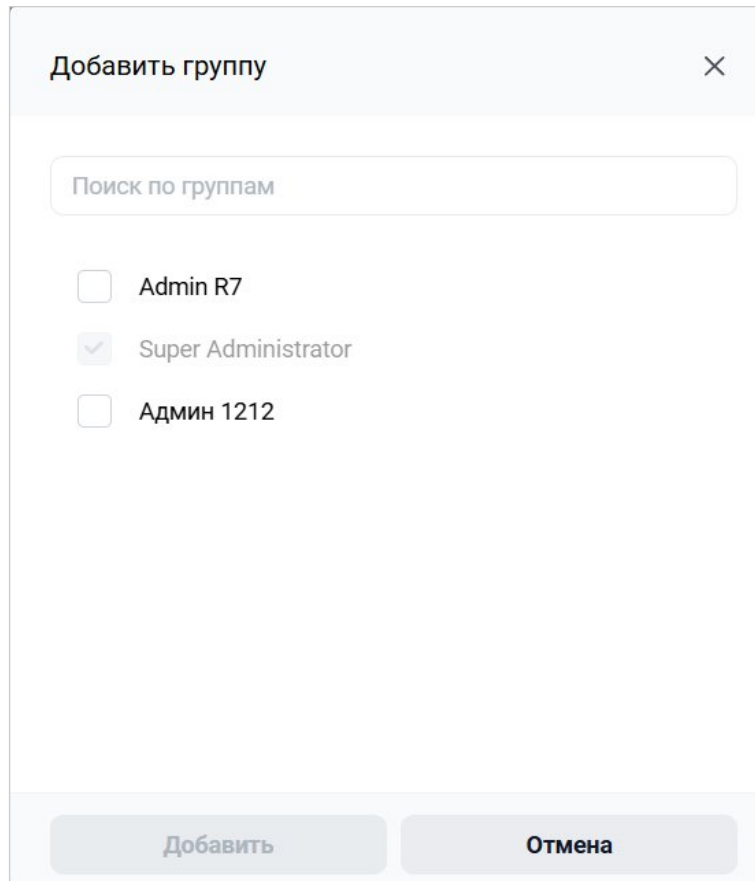 Добавить группу
Поиск по группам
Admin R7
Super Administrator
Админ 1212
Добавить
Отмена